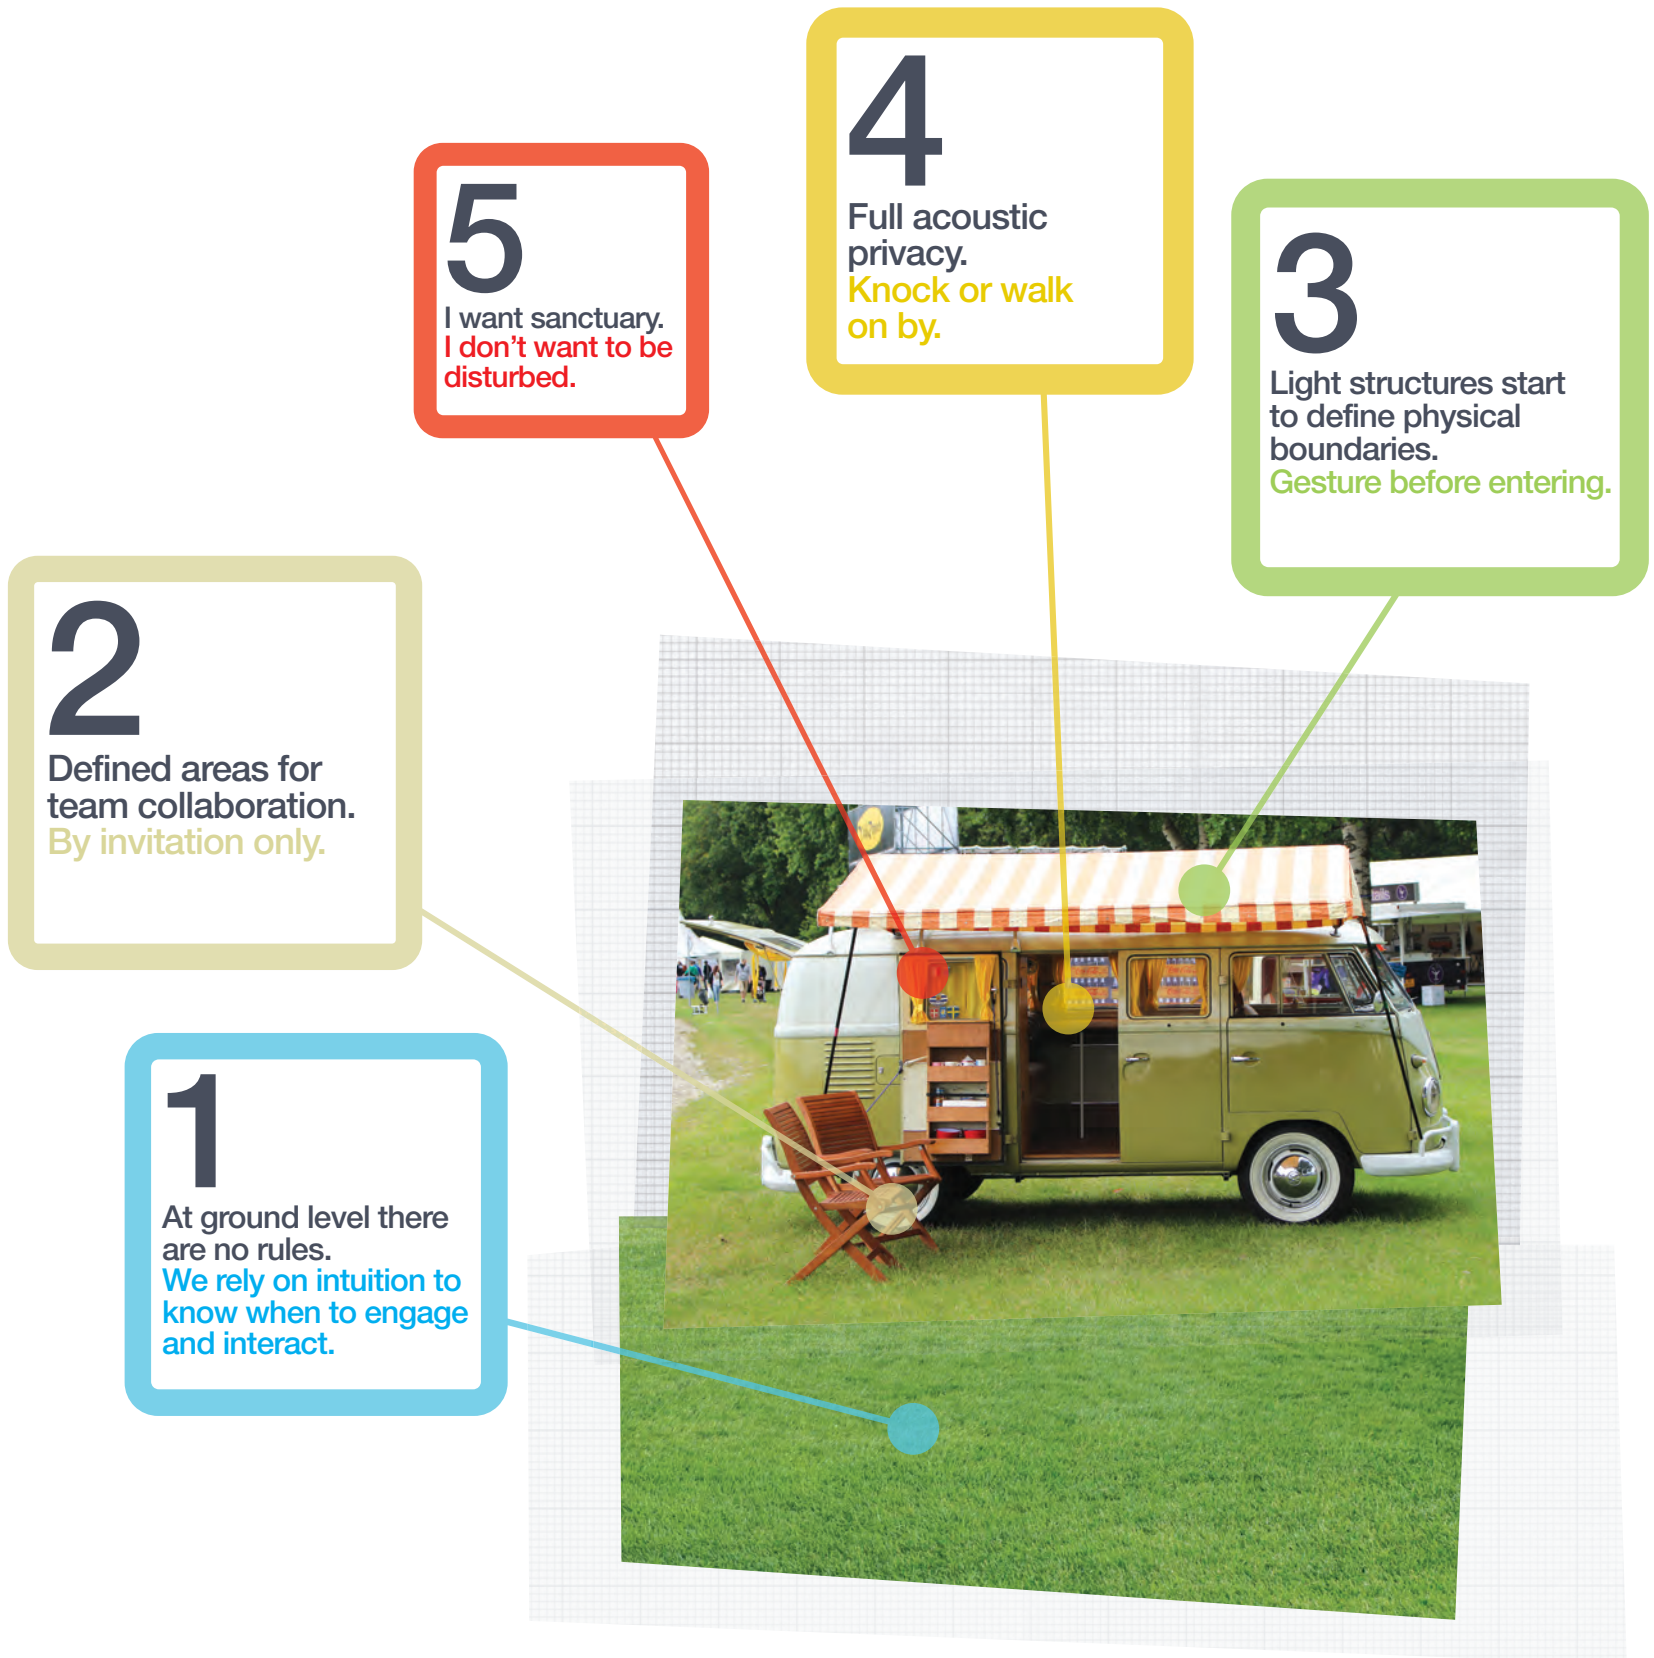 4
Full acoustic
privacy.
Knock or walk
on by.
5
I want sanctuary.
I don't want to be
disturbed.
3
Light structures start
to define physical
boundaries.
Gesture before entering.
2
Defined areas for
team collaboration.
By invitation only.
1
At ground level there
are no rules.
We rely on intuition to
know when to engage
and interact.